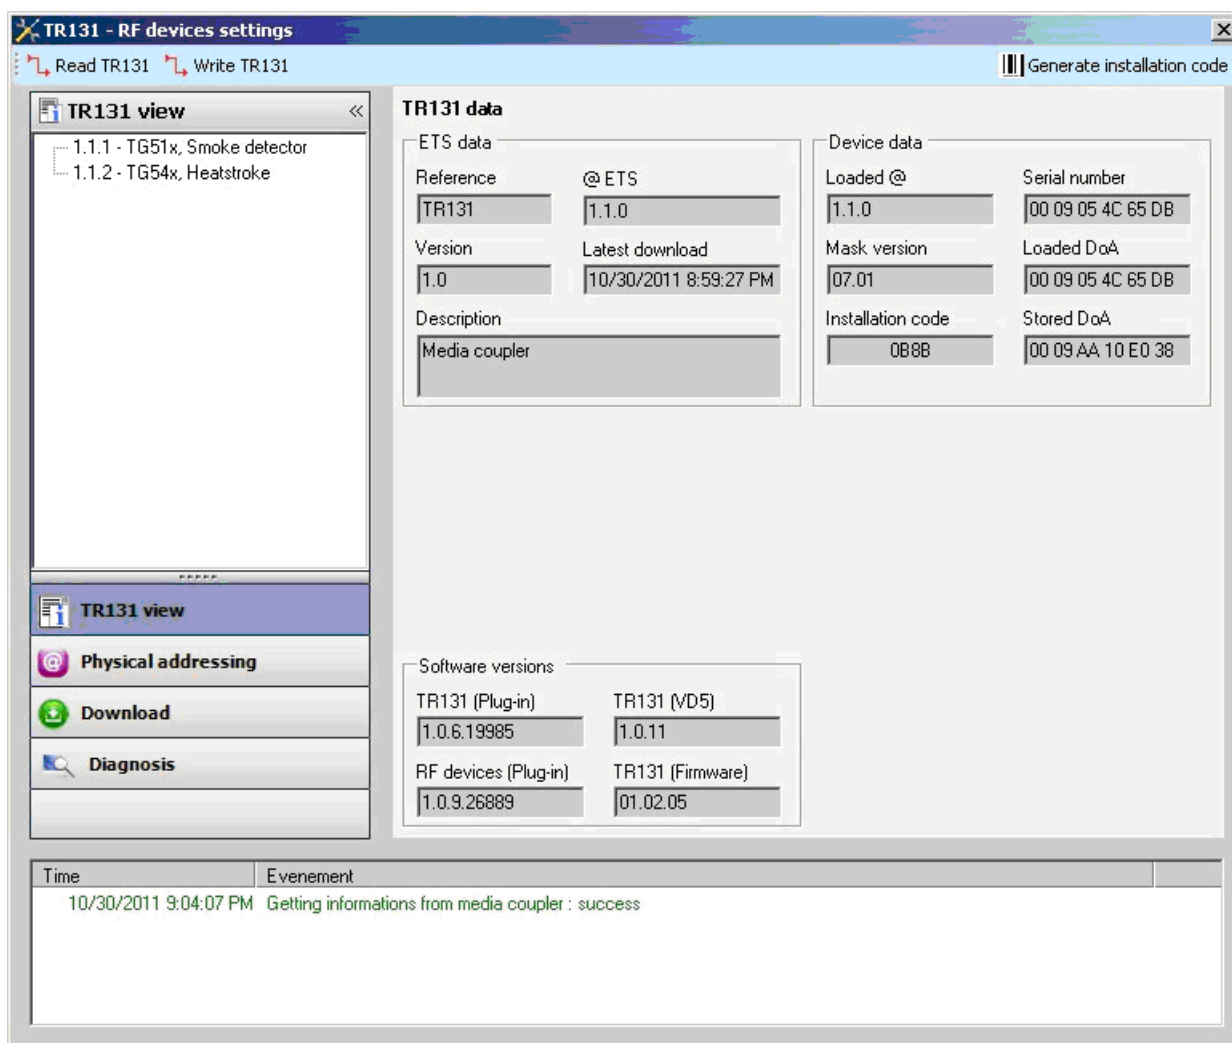 TR131 - RF devices settings
Read TR131 Write TR131 Generate installation code
TR131 view
1.1.1 - TG51x, Smoke detector
1.1.2 - TG54x, Heatstroke
TR131 view
Physical addressing
Download
Diagnosis
TR131 data
ETS data
Reference @ ETS
TR131 1.1.0
Version Latest download
1.0 10/30/2011 8:59:27 PM
Description
Media coupler
Device data
Loaded @ Serial number
1.1.0 00 09 05 4C 65 DB
Mask version Loaded DoA
07.01 00 09 05 4C 65 DB
Installation code Stored DoA
0B8B 00 09 AA 10 E0 38
Software versions
TR131 (Plug-in) TR131 (VD5)
1.0.6.19985 1.0.11
RF devices (Plug-in) TR131 (Firmware)
1.0.9.26889 01.02.05
Time Evenement
10/30/2011 9:04:07 PM Getting informations from media coupler : success